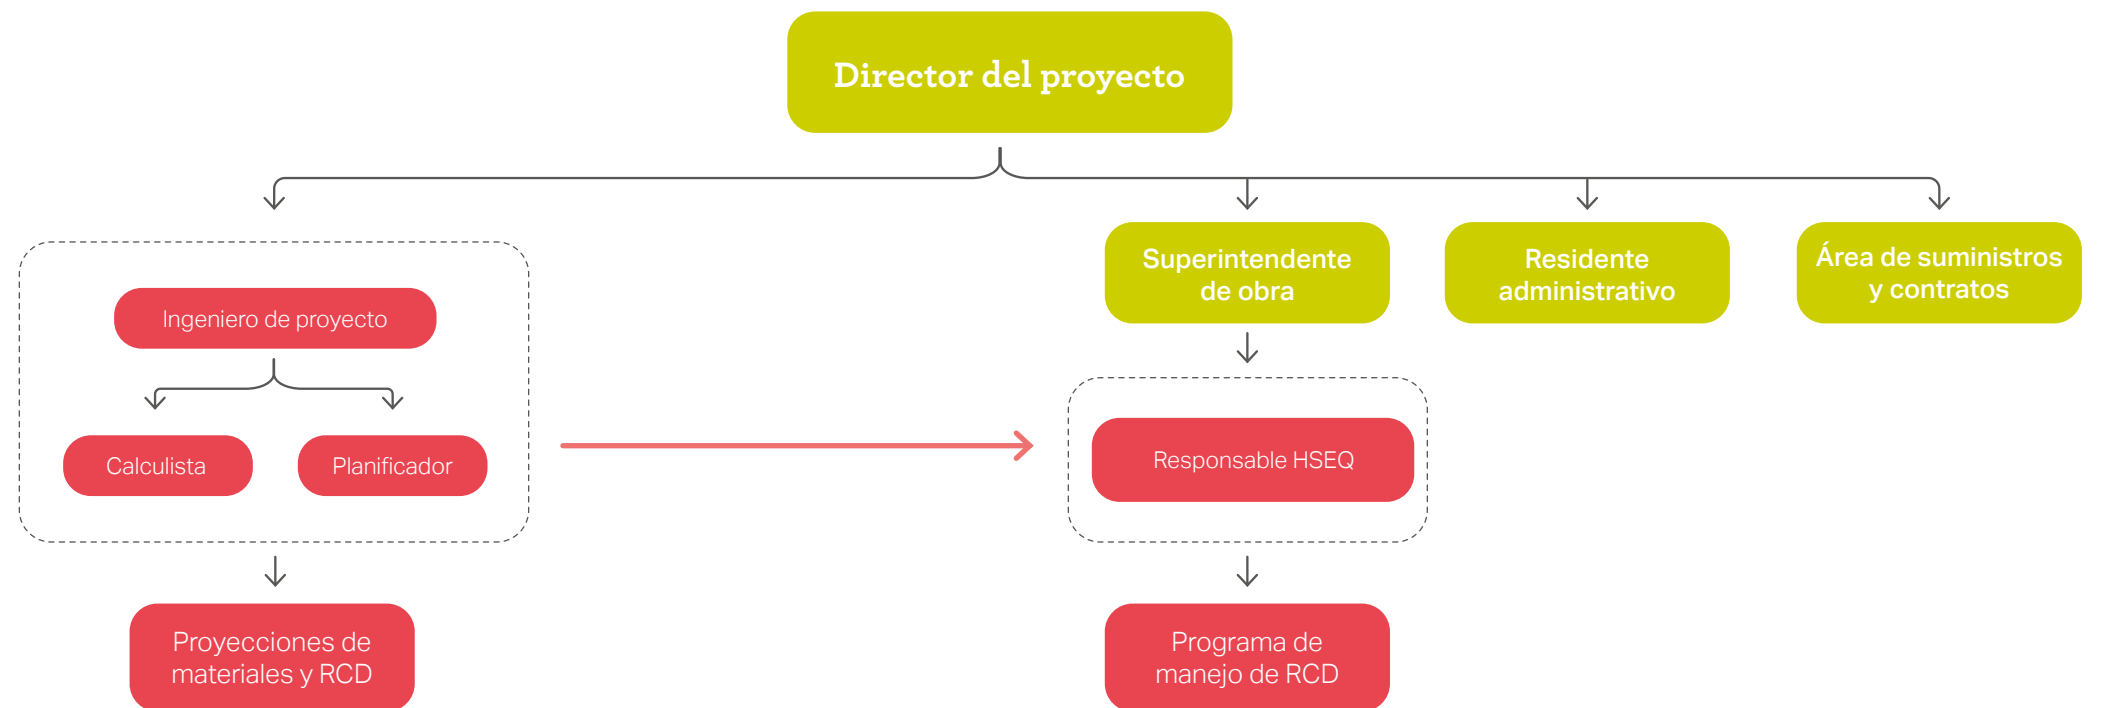 Director del proyecto
Superintendente
de obra
Residente
administrativo
Área de suministros
y contratos
Ingeniero de proyecto
Calculista
Planificador
Responsable HSEQ
Proyecciones de
materiales y RCD
Programa de
manejo de RCD